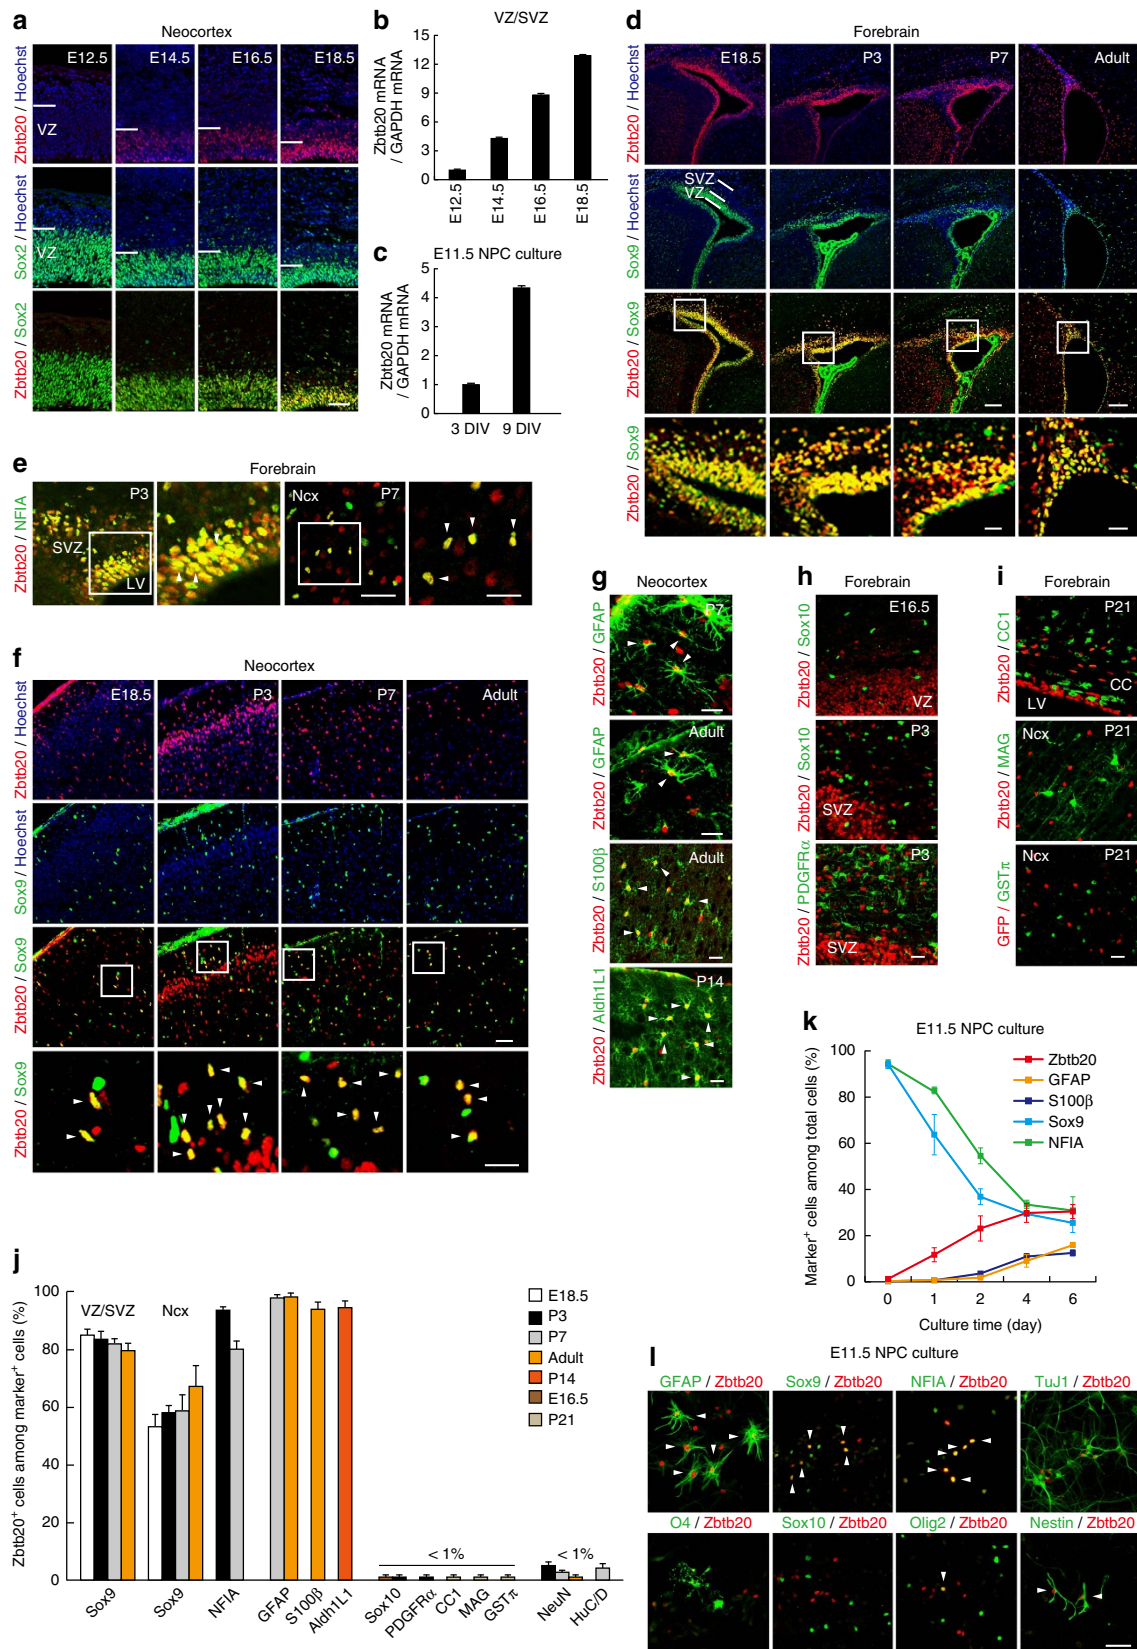 a
Neocortex
E12.5
E14.5
E16.5
E18.5
VZ
VZ
Zbtb20 / Hoechst
Sox2 / Hoechst
Zbtb20 / Sox2
b
VZ/SVZ
Zbtb20 mRNA
/ GAPDH mRNA
15
12
9
6
3
0
E12.5
E14.5
E16.5
E18.5
c
E11.5 NPC culture
Zbtb20 mRNA
/ GAPDH mRNA
5
4
3
2
1
0
3 DIV
9 DIV
d
Forebrain
E18.5
P3
P7
Adult
SVZ
VZ
Zbtb20 / Hoechst
Sox9 / Hoechst
Zbtb20 / Sox9
Zbtb20 / Sox9
e
Forebrain
P3
Ncx
P7
SVZ
LV
Zbtb20 / NFIA
f
Neocortex
E18.5
P3
P7
Adult
Zbtb20 / Hoechst
Sox9 / Hoechst
Zbtb20 / Sox9
Zbtb20 / Sox9
g
Neocortex
P7
Adult
Adult
P14
Zbtb20 / GFAP
Zbtb20 / GFAP
Zbtb20 / S100β
Zbtb20 / Aldh1L1
h
Forebrain
E16.5
VZ
P3
SVZ
P3
SVZ
Zbtb20 / Sox10
Zbtb20 / Sox10
Zbtb20 / PDGFRα
i
Forebrain
P21
CC
LV
Ncx
P21
Ncx
P21
Zbtb20 / CC1
Zbtb20 / MAG
GFP / GSTπ
j
Zbtb20⁺ cells among marker⁺ cells (%)
100
80
60
40
20
0
VZ/SVZ
Ncx
< 1%
< 1%
Sox9
Sox9
NFIA
GFAP
S100β
Aldh1L1
Sox10
PDGFRα
CC1
MAG
GSTπ
NeuN
HuC/D
E18.5
P3
P7
Adult
P14
E16.5
P21
k
E11.5 NPC culture
Marker⁺ cells among total cells (%)
100
80
60
40
20
0
0
1
2
4
6
Culture time (day)
Zbtb20
GFAP
S100β
Sox9
NFIA
l
E11.5 NPC culture
GFAP / Zbtb20
Sox9 / Zbtb20
NFIA / Zbtb20
TuJ1 / Zbtb20
O4 / Zbtb20
Sox10 / Zbtb20
Olig2 / Zbtb20
Nestin / Zbtb20